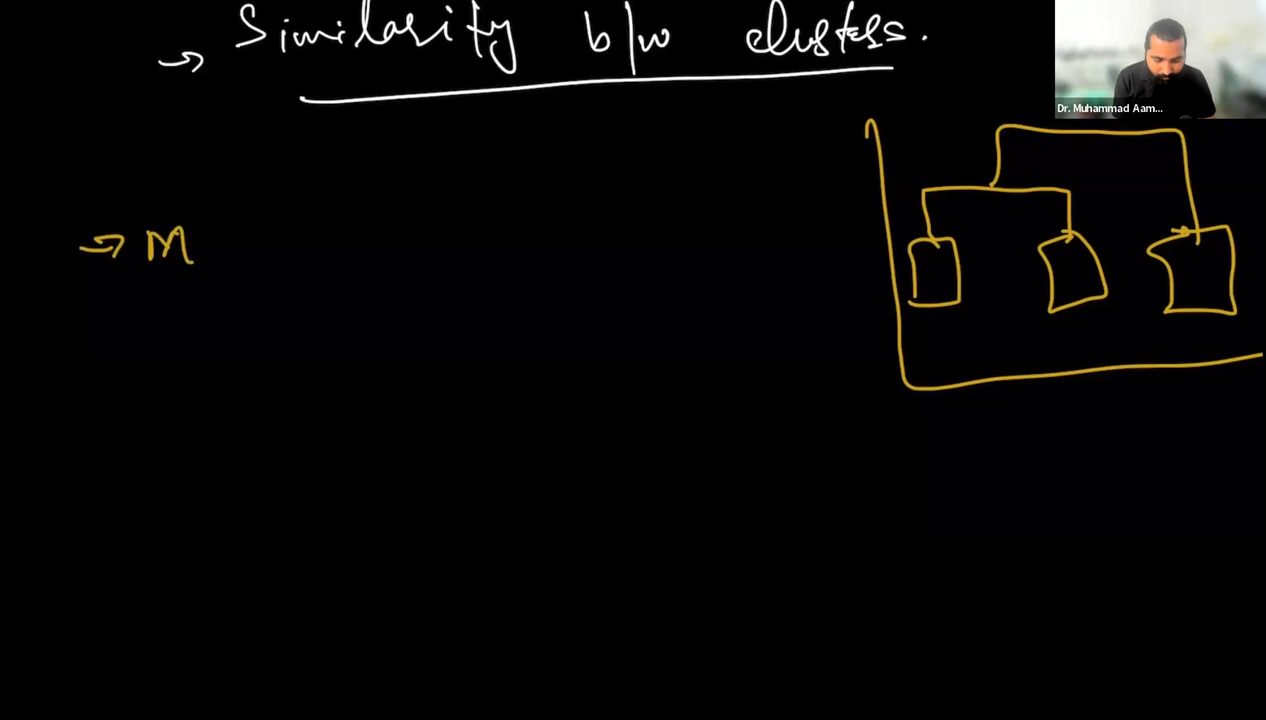 → Similarity b/w clusters.
Dr. Muhammad Aam...
→ M